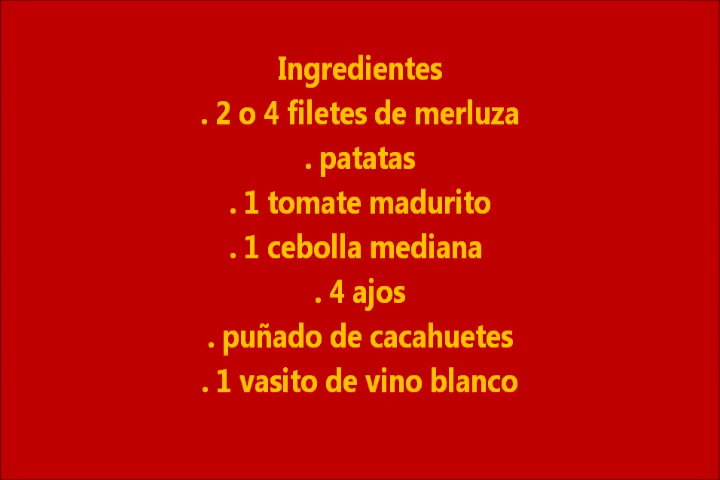 Ingredientes
. 2 o 4 filetes de merluza
. patatas
. 1 tomate madurito
. 1 cebolla mediana
. 4 ajos
. puñado de cacahuetes
. 1 vasito de vino blanco